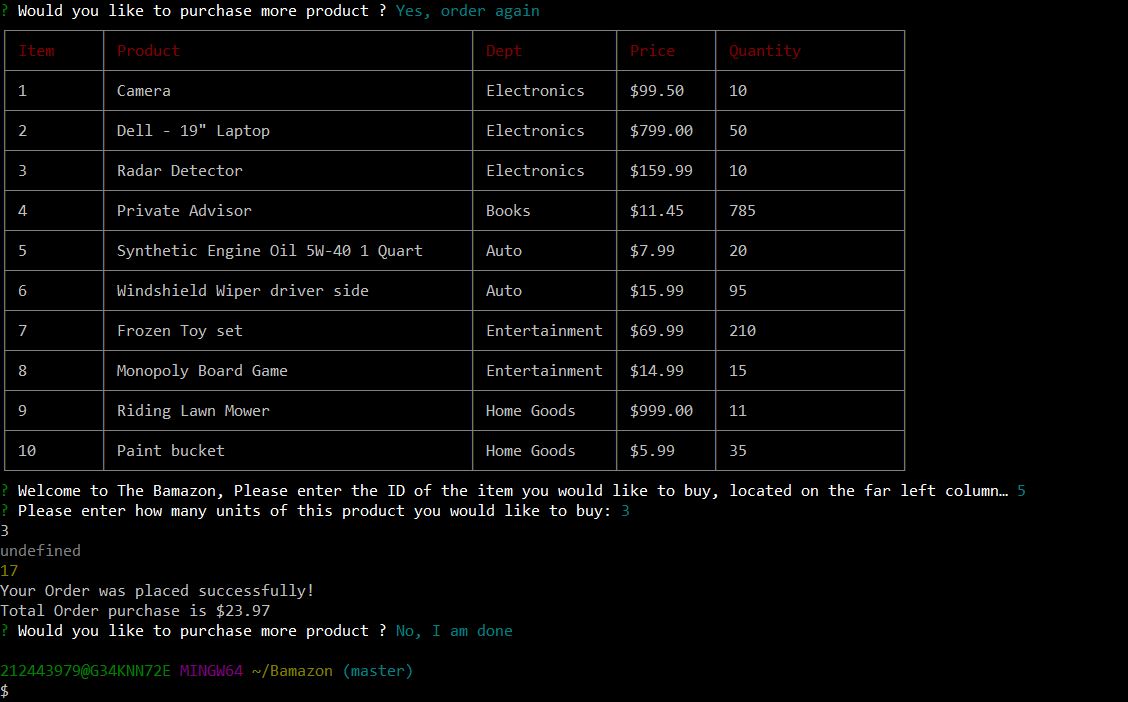 ? Would you like to purchase more product ? Yes, order again
Item Product Dept Price Quantity
1 Camera Electronics $99.50 10
2 Dell - 19" Laptop Electronics $799.00 50
3 Radar Detector Electronics $159.99 10
4 Private Advisor Books $11.45 785
5 Synthetic Engine Oil 5W-40 1 Quart Auto $7.99 20
6 Windshield Wiper driver side Auto $15.99 95
7 Frozen Toy set Entertainment $69.99 210
8 Monopoly Board Game Entertainment $14.99 15
9 Riding Lawn Mower Home Goods $999.00 11
10 Paint bucket Home Goods $5.99 35
? Welcome to The Bamazon, Please enter the ID of the item you would like to buy, located on the far left column… 5
? Please enter how many units of this product you would like to buy: 3
3
undefined
17
Your Order was placed successfully!
Total Order purchase is $23.97
? Would you like to purchase more product ? No, I am done
212443979@G34KNN72E MINGW64 ~/Bamazon (master)
$